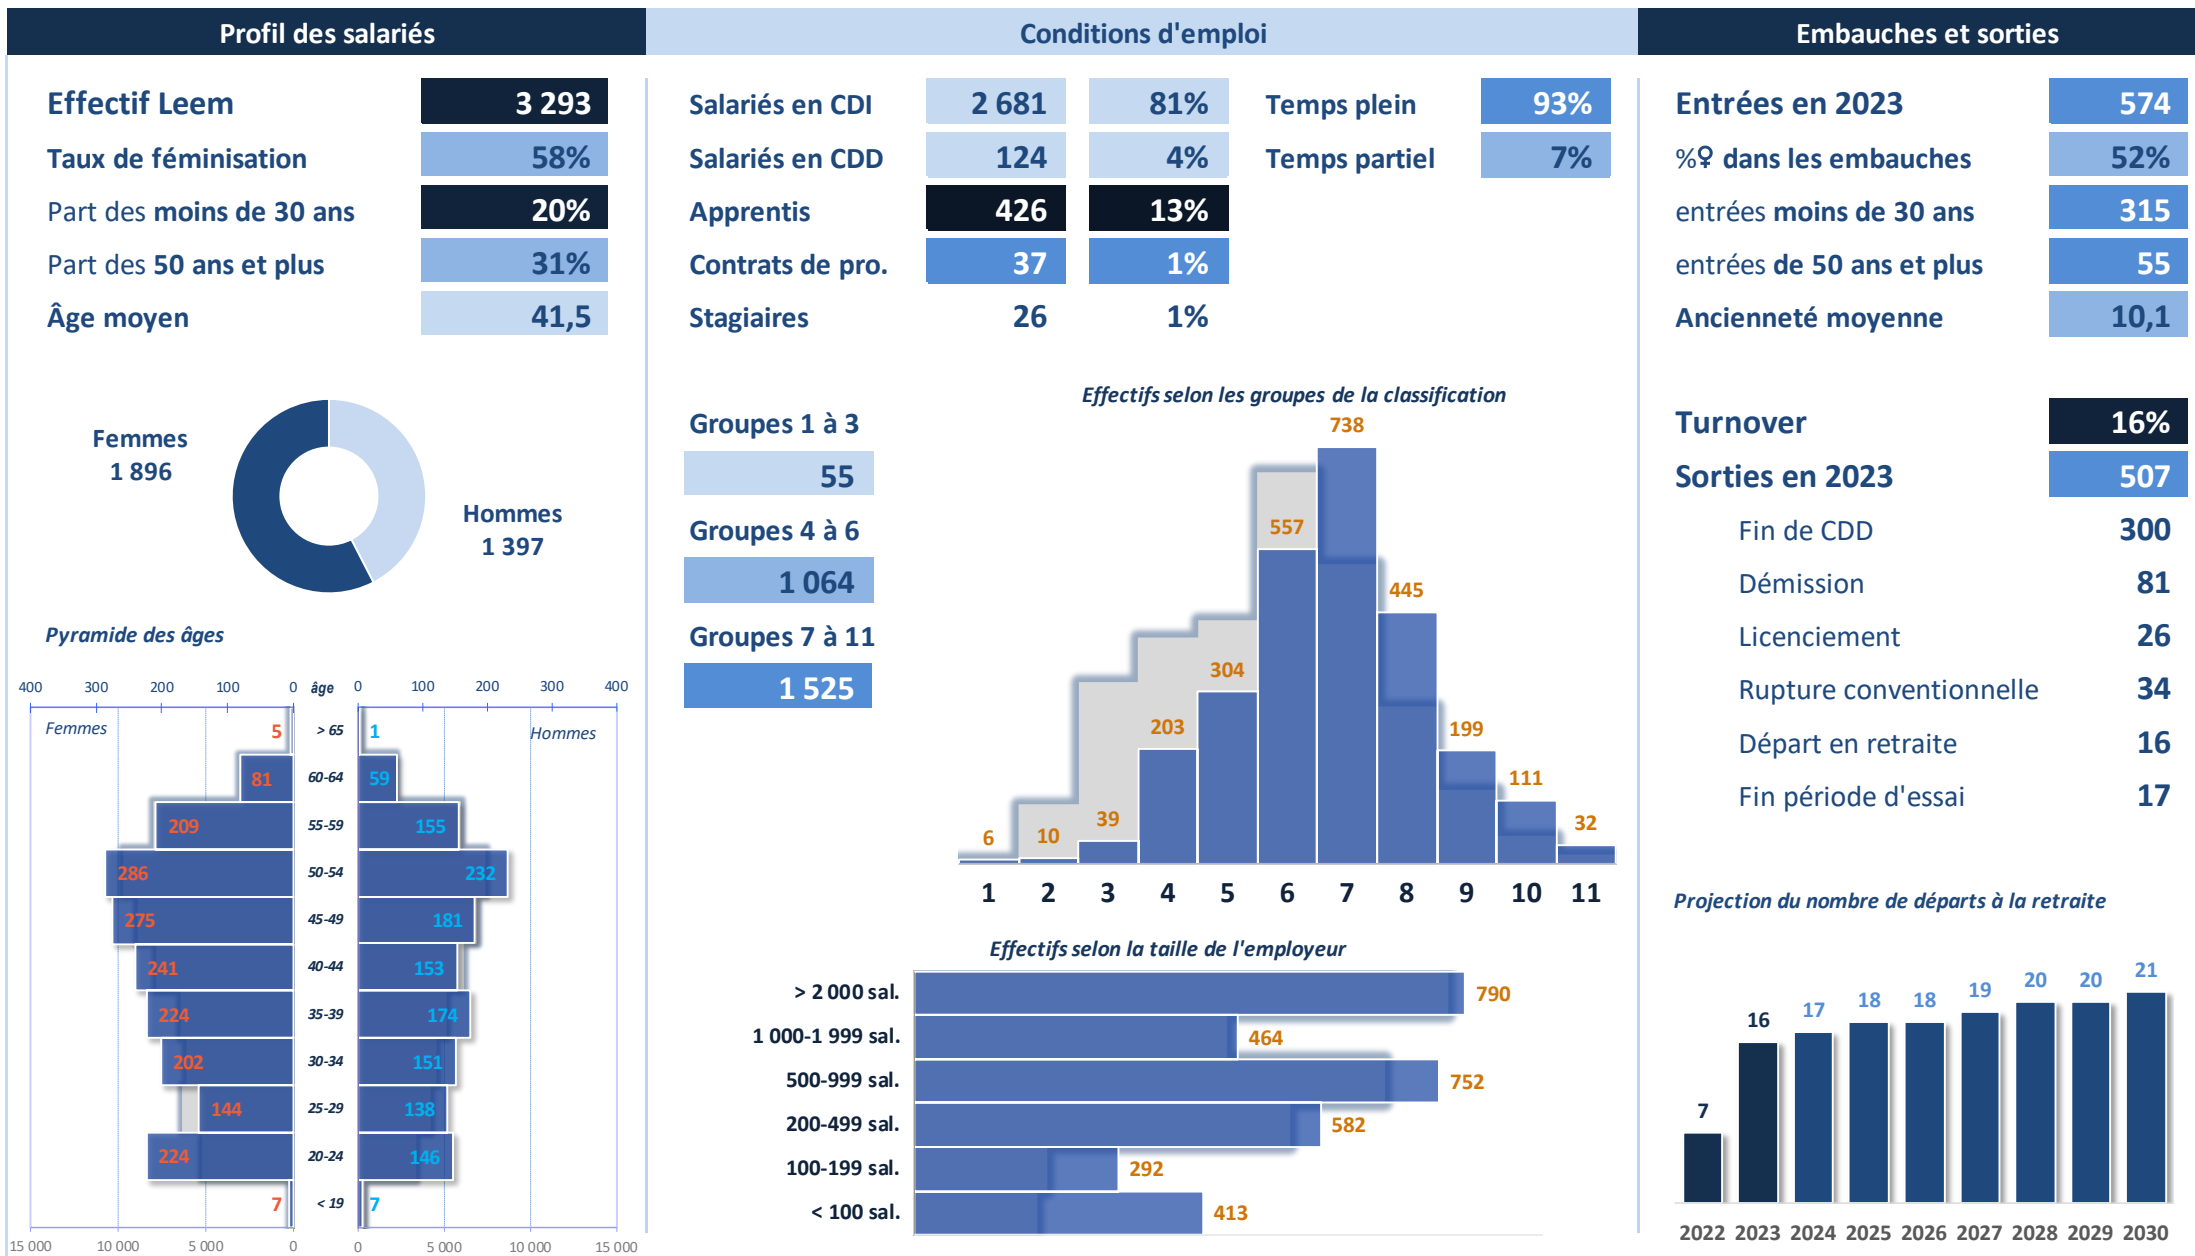 Profil des salariés
Effectif Leem 3 293
Taux de féminisation 58%
Part des moins de 30 ans 20%
Part des 50 ans et plus 31%
Âge moyen 41,5
Femmes
1 896
Hommes
1 397
Pyramide des âges
400 300 200 100 0 âge 0 100 200 300 400
Femmes Hommes
5 > 65 1
81 60-64 59
209 55-59 155
286 50-54 232
275 45-49 181
241 40-44 153
224 35-39 174
202 30-34 151
144 25-29 138
224 20-24 146
7 < 19 7
15 000 10 000 5 000 0 0 5 000 10 000 15 000
Conditions d'emploi
Salariés en CDI 2 681 81% Temps plein 93%
Salariés en CDD 124 4% Temps partiel 7%
Apprentis 426 13%
Contrats de pro. 37 1%
Stagiaires 26 1%
Groupes 1 à 3
55
Groupes 4 à 6
1 064
Groupes 7 à 11
1 525
Effectifs selon les groupes de la classification
6 10 39 203 304 557 738 445 199 111 32
1 2 3 4 5 6 7 8 9 10 11
Effectifs selon la taille de l'employeur
> 2 000 sal. 790
1 000-1 999 sal. 464
500-999 sal. 752
200-499 sal. 582
100-199 sal. 292
< 100 sal. 413
Embauches et sorties
Entrées en 2023 574
%♀ dans les embauches 52%
entrées moins de 30 ans 315
entrées de 50 ans et plus 55
Ancienneté moyenne 10,1
Turnover 16%
Sorties en 2023 507
Fin de CDD 300
Démission 81
Licenciement 26
Rupture conventionnelle 34
Départ en retraite 16
Fin période d'essai 17
Projection du nombre de départs à la retraite
7 16 17 18 18 19 20 20 21
2022 2023 2024 2025 2026 2027 2028 2029 2030